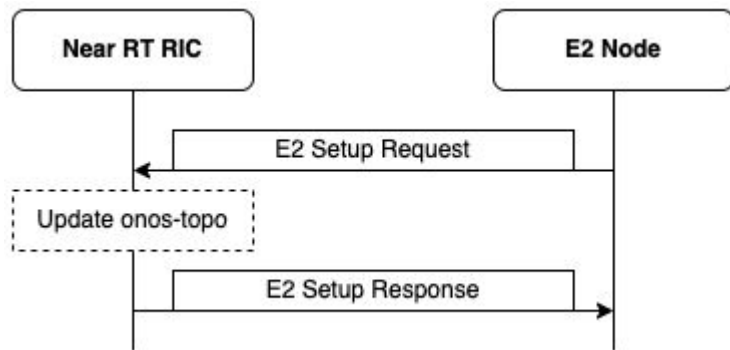 Near RT RIC
E2 Node
E2 Setup Request
Update onos-topo
E2 Setup Response